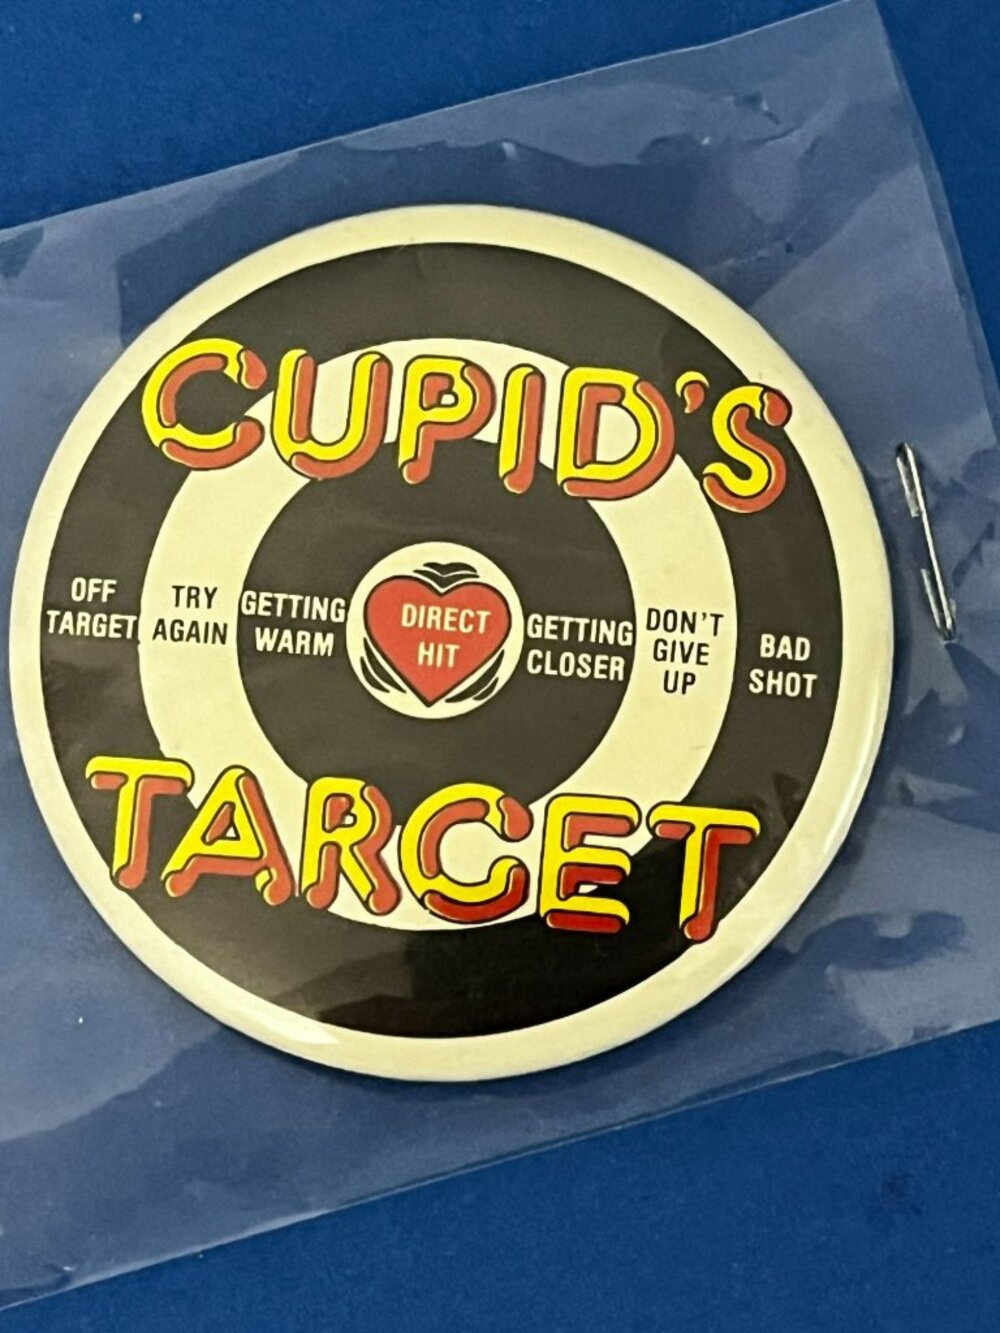 CUPID'S
OFF
TARGET
TRY
AGAIN
GETTING
WARM
DIRECT
HIT
GETTING
CLOSER
DON'T
GIVE
UP
BAD
SHOT
TARGET